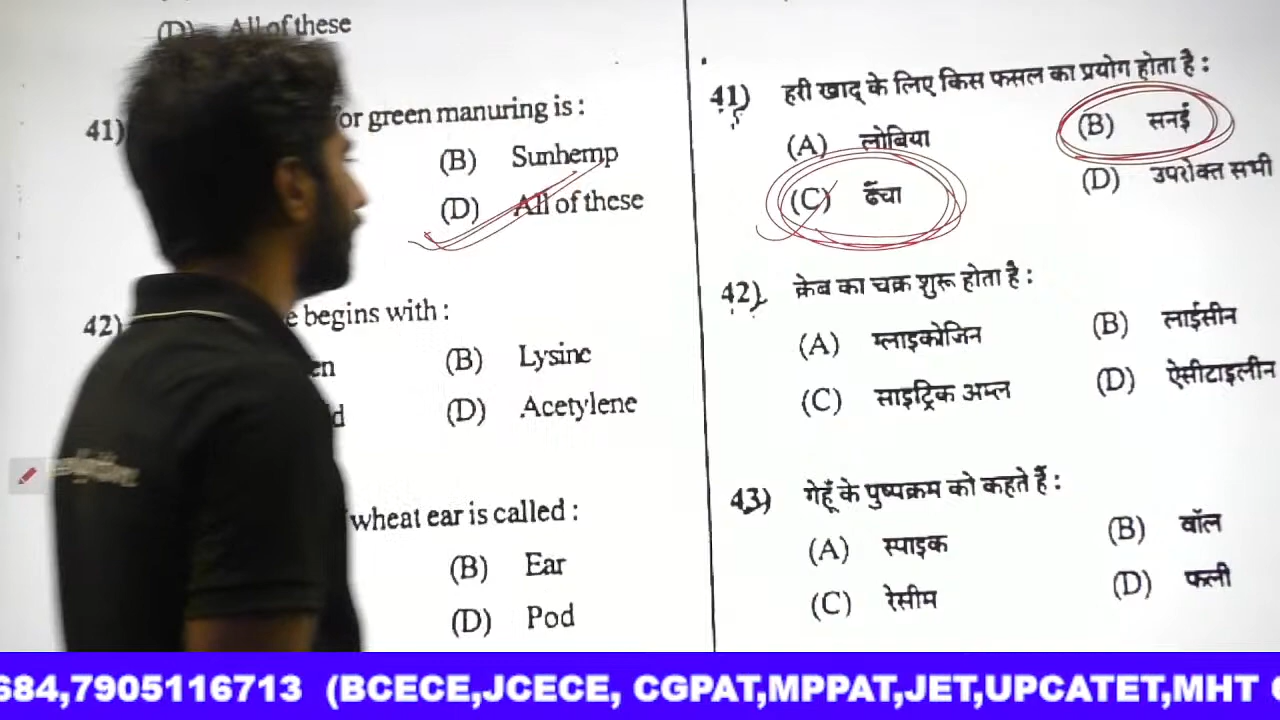 (D) All of these
41)
or green manuring is :
(B) Sunhemp
(D) All of these
42)
e begins with :
en (B) Lysine
d (D) Acetylene
wheat ear is called :
(B) Ear
(D) Pod
41) हरी खाद् के लिए किस फसल का प्रयोग होता है :
(A) लोबिया (B) सनई
(C) ढैंचा (D) उपरोक्त सभी
42) क्रेब का चक्र शुरू होता है :
(A) ग्लाइकोजिन (B) लाईसीन
(C) साइट्रिक अम्ल (D) ऐसीटाइलीन
43) गेहूँ के पुष्पक्रम को कहते हैं :
(A) स्पाइक (B) बॉल
(C) रेसीम (D) फली
684,7905116713 (BCECE,JCECE, CGPAT,MPPAT,JET,UPCATET,MHT C